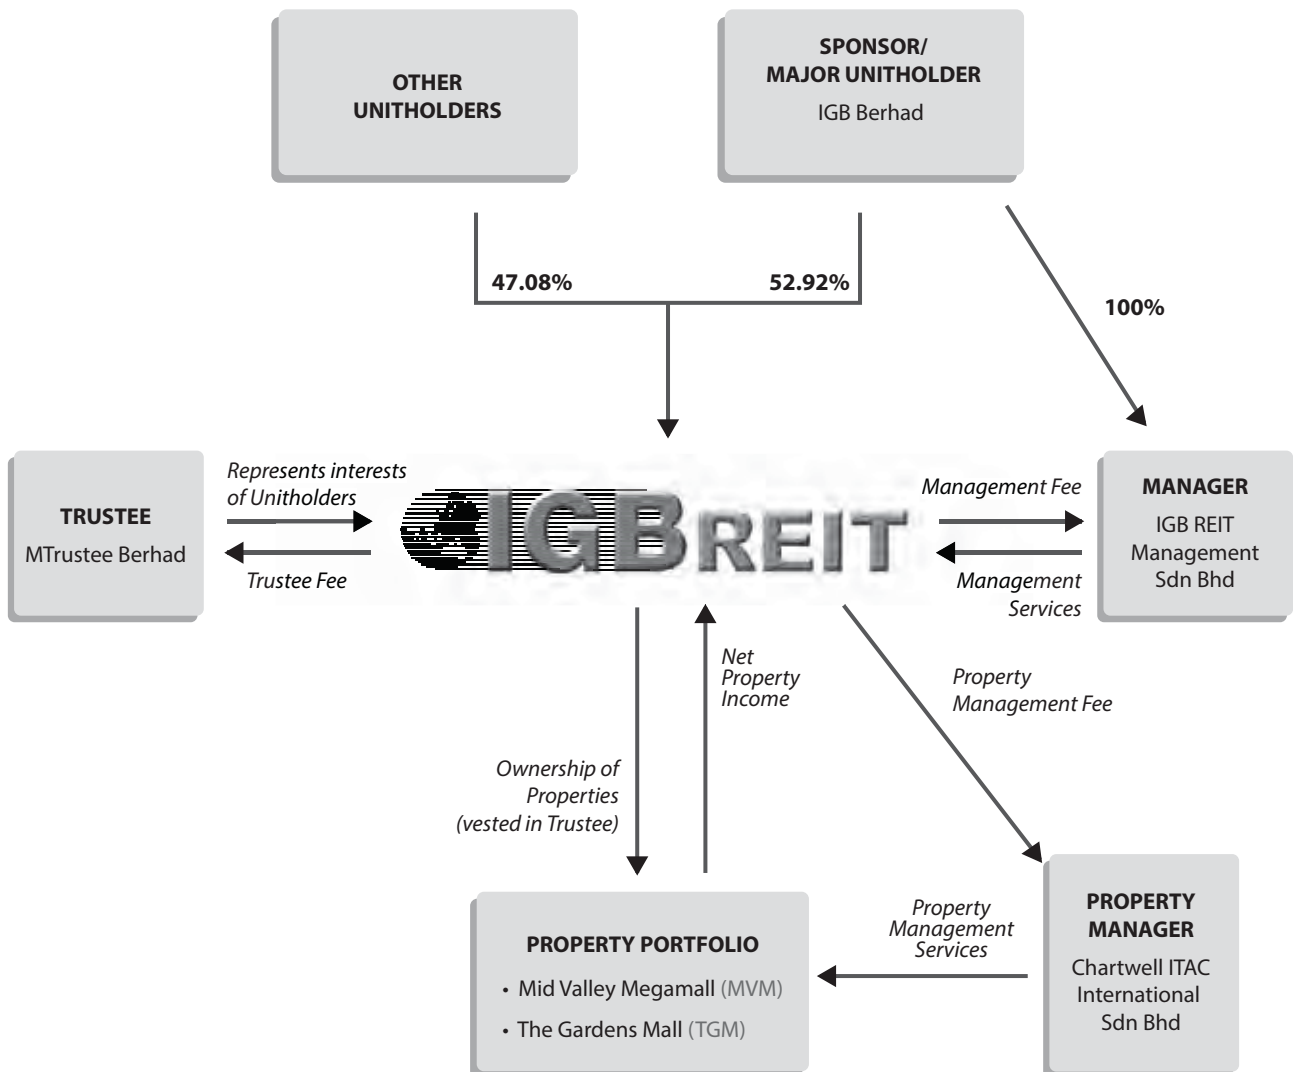 OTHER
UNITHOLDERS
SPONSOR/
MAJOR UNITHOLDER
IGB Berhad
47.08%
52.92%
100%
TRUSTEE
MTrustee Berhad
Represents interests
of Unitholders
Trustee Fee
IGBREIT
Management Fee
Management
Services
MANAGER
IGB REIT
Management
Sdn Bhd
Net
Property
Income
Property
Management Fee
Ownership of
Properties
(vested in Trustee)
PROPERTY PORTFOLIO
• Mid Valley Megamall (MVM)
• The Gardens Mall (TGM)
Property
Management
Services
PROPERTY
MANAGER
Chartwell ITAC
International
Sdn Bhd